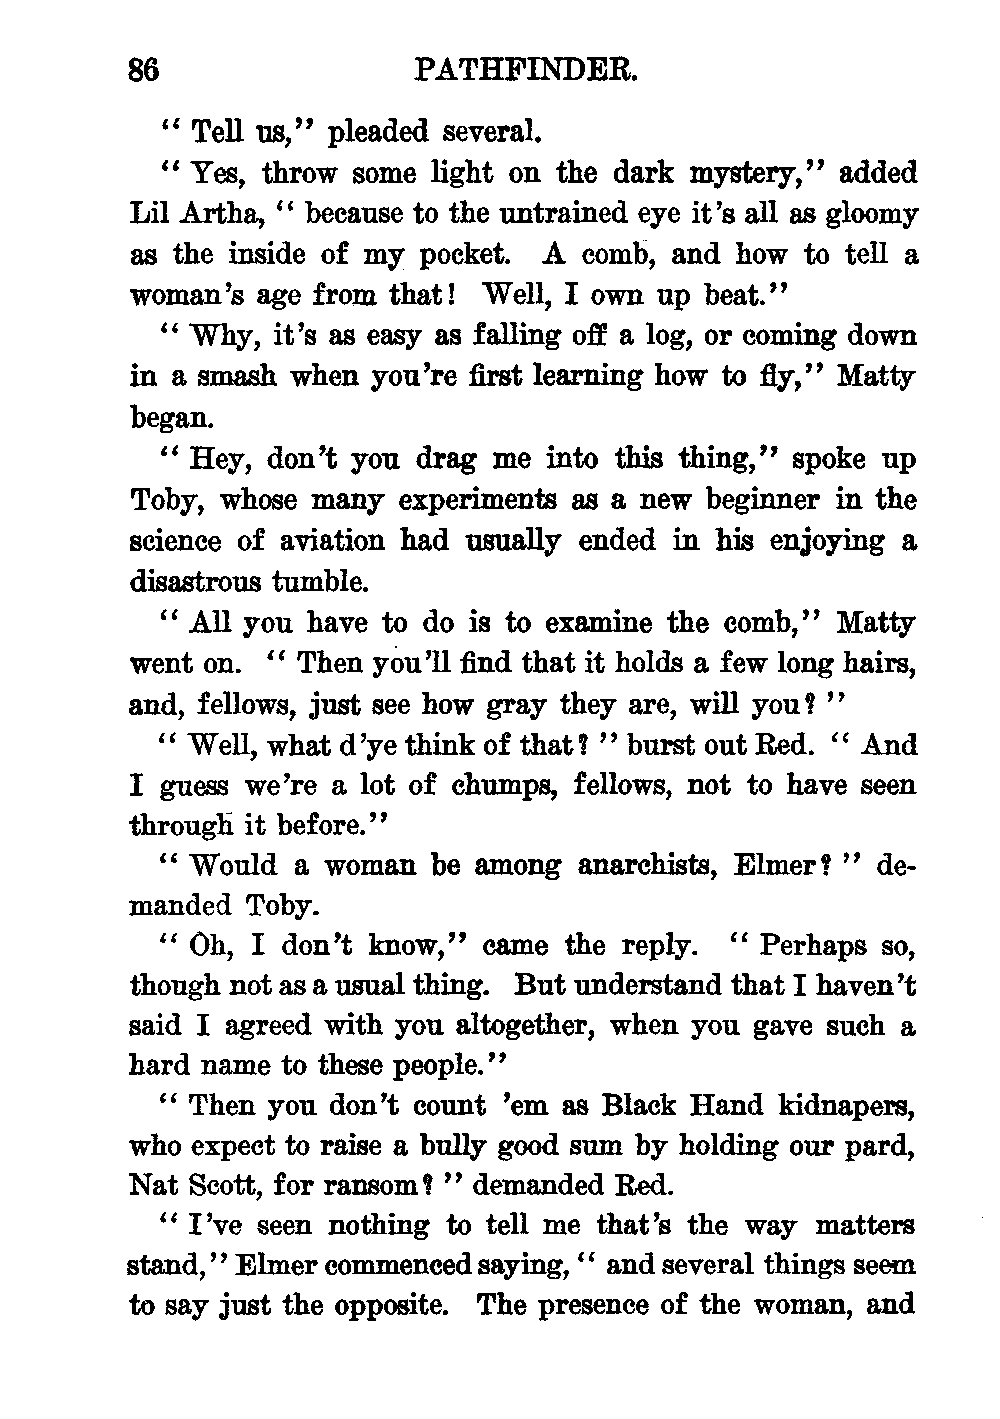 86 PATHFINDER.
“ Tell us,” pleaded several.
“ Yes, throw some light on the dark mystery,” added
Lil Artha, “ because to the untrained eye it’s all as gloomy
as the inside of my pocket. A comb, and how to tell a
woman’s age from that! Well, I own up beat.”
“ Why, it’s as easy as falling off a log, or coming down
in a smash when you’re first learning how to fly,” Matty
began.
“ Hey, don’t you drag me into this thing,” spoke up
Toby, whose many experiments as a new beginner in the
science of aviation had usually ended in his enjoying a
disastrous tumble.
“ All you have to do is to examine the comb,” Matty
went on. “ Then you’ll find that it holds a few long hairs,
and, fellows, just see how gray they are, will you? ”
“ Well, what d’ye think of that? ” burst out Red. “ And
I guess we’re a lot of chumps, fellows, not to have seen
through it before.”
“ Would a woman be among anarchists, Elmer? ” de-
manded Toby.
“ Oh, I don’t know,” came the reply. “ Perhaps so,
though not as a usual thing. But understand that I haven’t
said I agreed with you altogether, when you gave such a
hard name to these people.”
“ Then you don’t count ’em as Black Hand kidnapers,
who expect to raise a bully good sum by holding our pard,
Nat Scott, for ransom? ” demanded Red.
“ I’ve seen nothing to tell me that’s the way matters
stand,” Elmer commenced saying, “ and several things seem
to say just the opposite. The presence of the woman, and